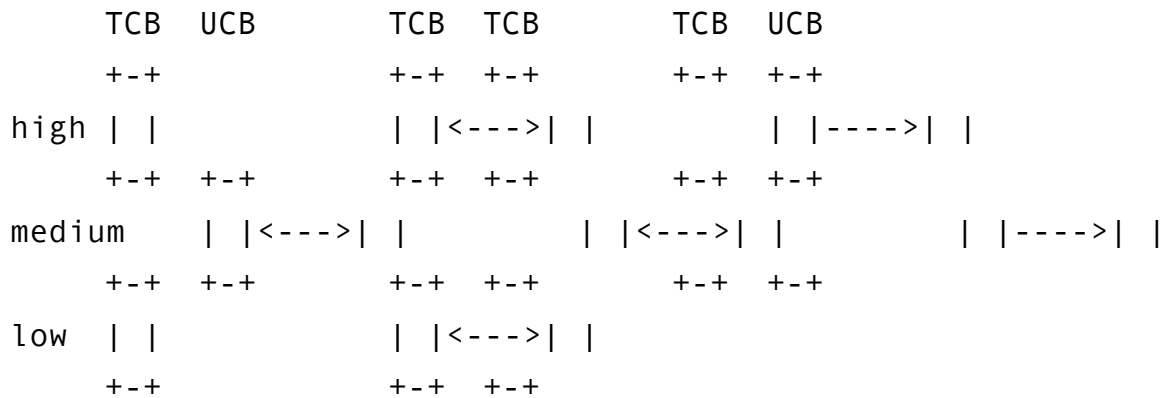 TCB UCB TCB TCB TCB UCB
+-+ +-+ +-+ +-+ +-+
high | | | |<--->| | | |---->| |
+-+ +-+ +-+ +-+ +-+ +-+
medium | |<--->| | | |<--->| | | |---->| |
+-+ +-+ +-+ +-+ +-+ +-+
low | | | |<--->| |
+-+ +-+ +-+